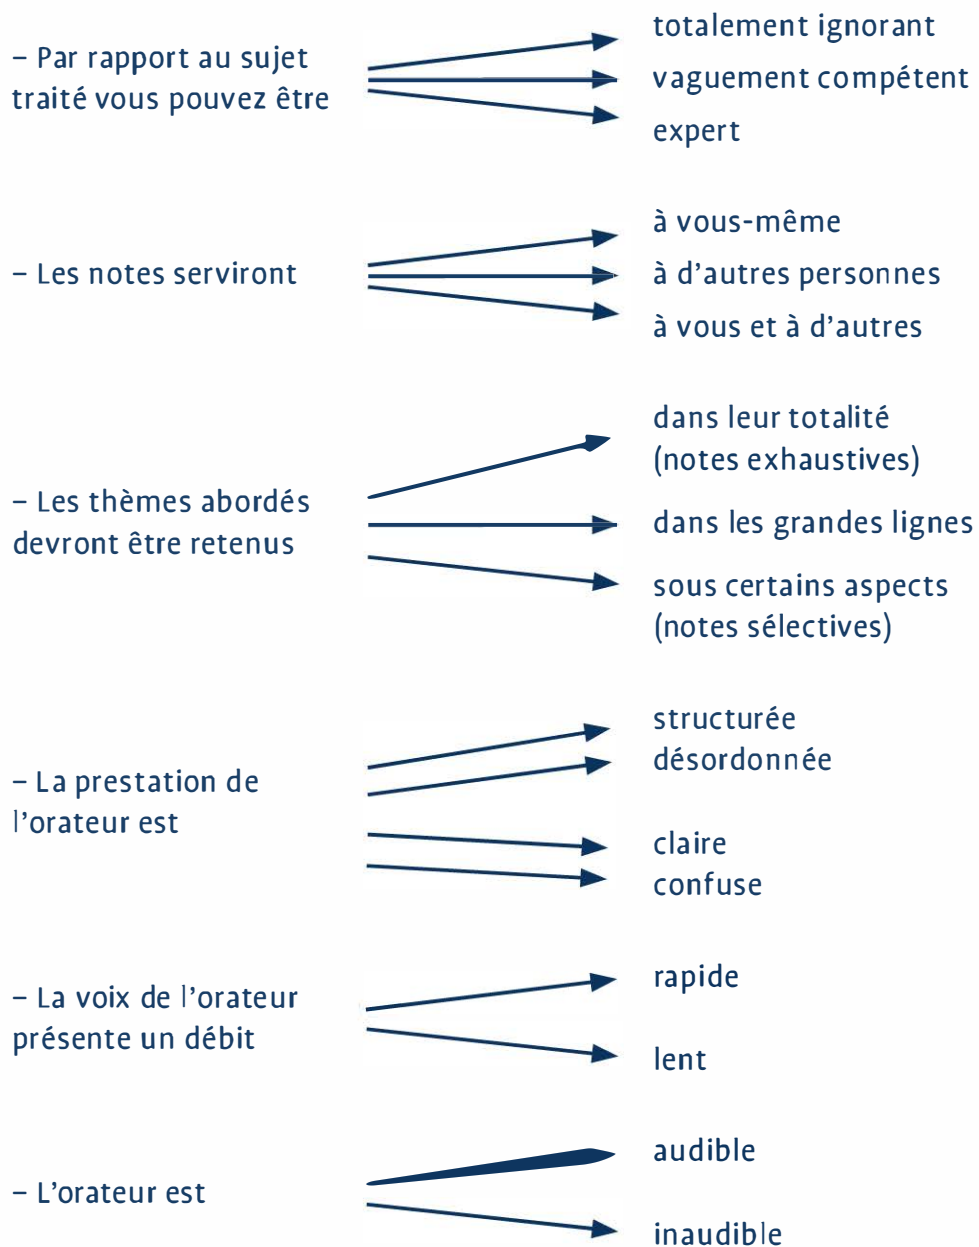 – Par rapport au sujet
traité vous pouvez être
totalement ignorant
vaguement compétent
expert
– Les notes serviront
à vous-même
à d'autres personnes
à vous et à d'autres
– Les thèmes abordés
devront être retenus
dans leur totalité
(notes exhaustives)
dans les grandes lignes
sous certains aspects
(notes sélectives)
– La prestation de
l'orateur est
structurée
désordonnée
claire
confuse
– La voix de l'orateur
présente un débit
rapide
lent
– L'orateur est
audible
inaudible